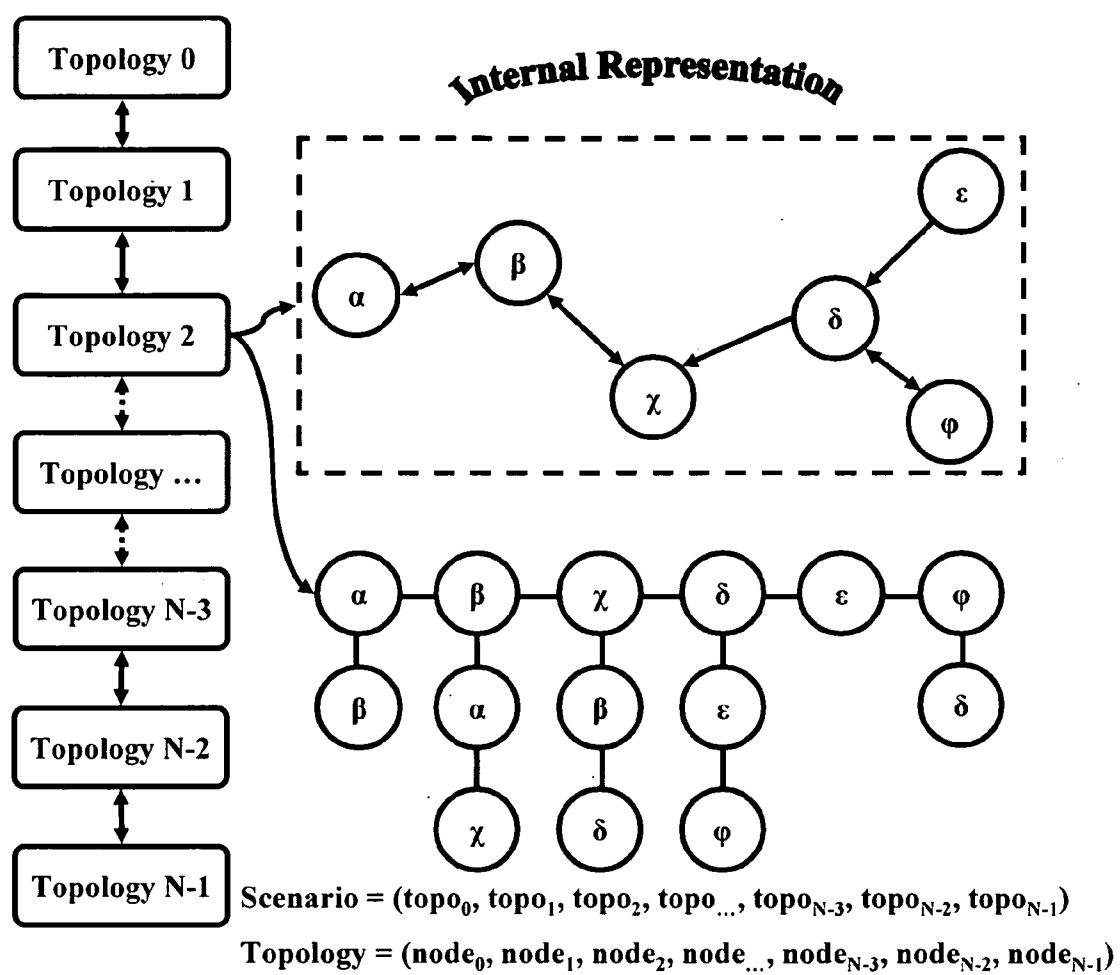 Topology 0
Topology 1
Topology 2
Topology ...
Topology N-3
Topology N-2
Topology N-1
Internal Representation
α
β
χ
δ
ε
φ
α
β
χ
δ
ε
φ
β
α
β
ε
δ
χ
δ
φ
Scenario = (topo0, topo1, topo2, topo..., topoN-3, topoN-2, topoN-1)
Topology = (node0, node1, node2, node..., nodeN-3, nodeN-2, nodeN-1)